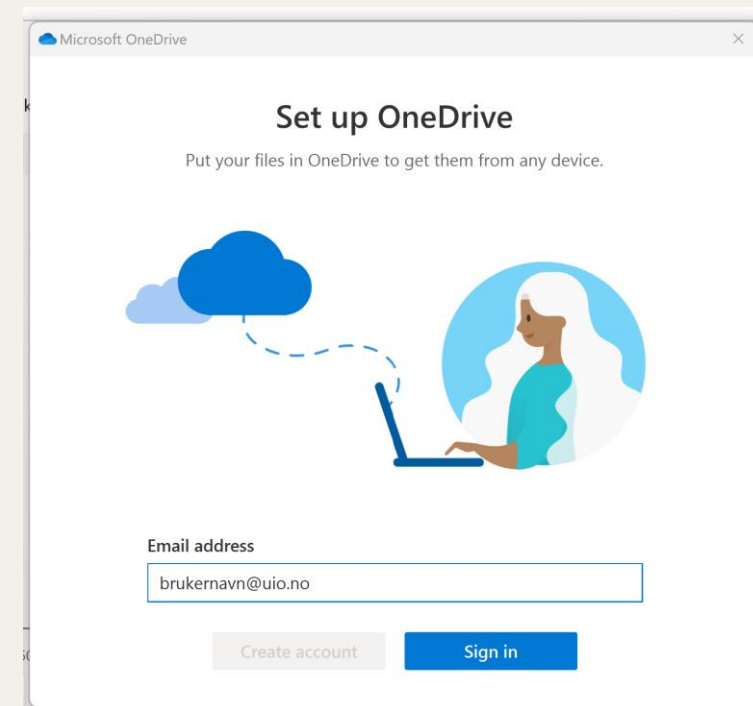 Microsoft OneDrive
Set up OneDrive
Put your files in OneDrive to get them from any device.
Email address
brukernavn@uio.no
Create account
Sign in